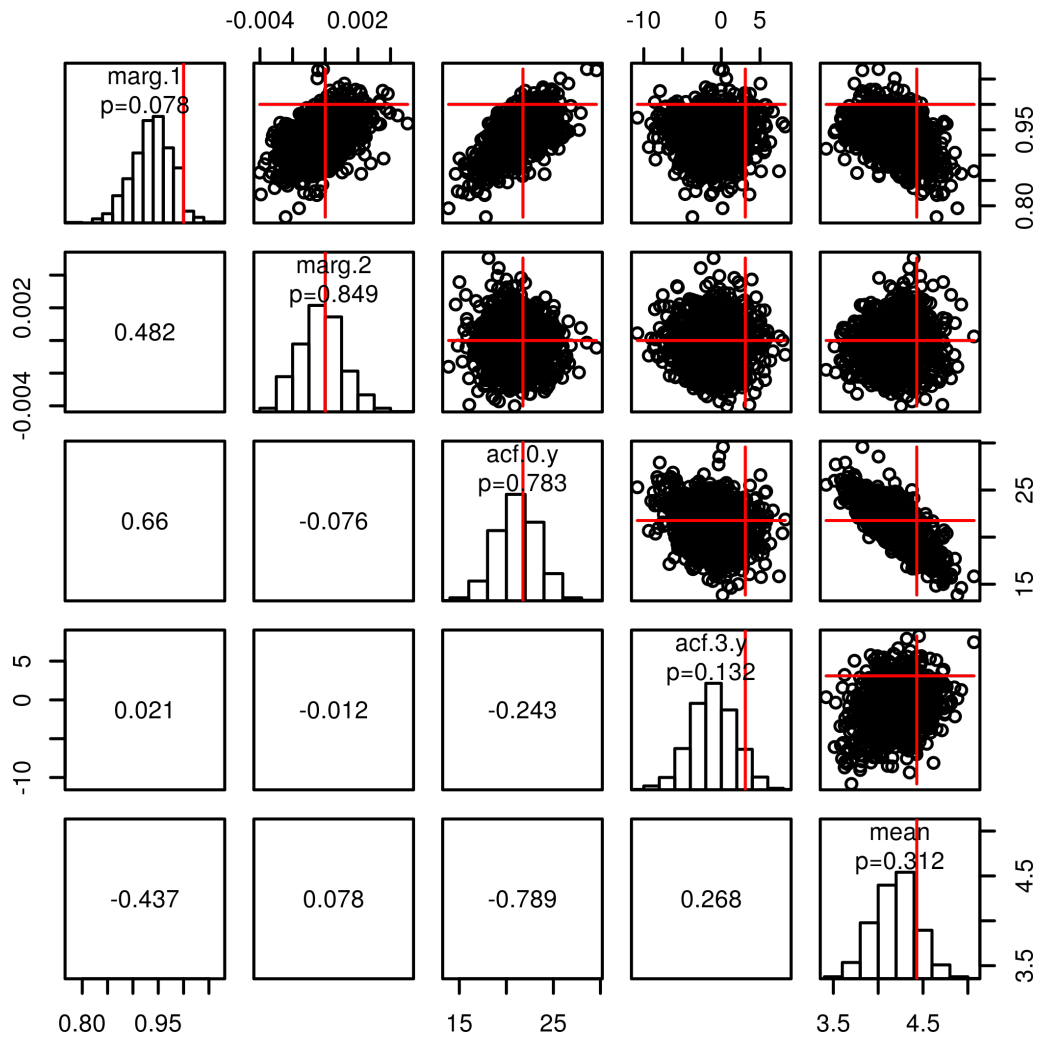 -0.004 0.002 -10 0 5
marg.1
p=0.078
0.80 0.95
-0.004 0.002
0.482
marg.2
p=0.849
0.66 -0.076
acf.0.y
p=0.783
15 25
-10 0 5
0.021 -0.012 -0.243
acf.3.y
p=0.132
-0.437 0.078 -0.789 0.268
mean
p=0.312
3.5 4.5
0.80 0.95 15 25 3.5 4.5